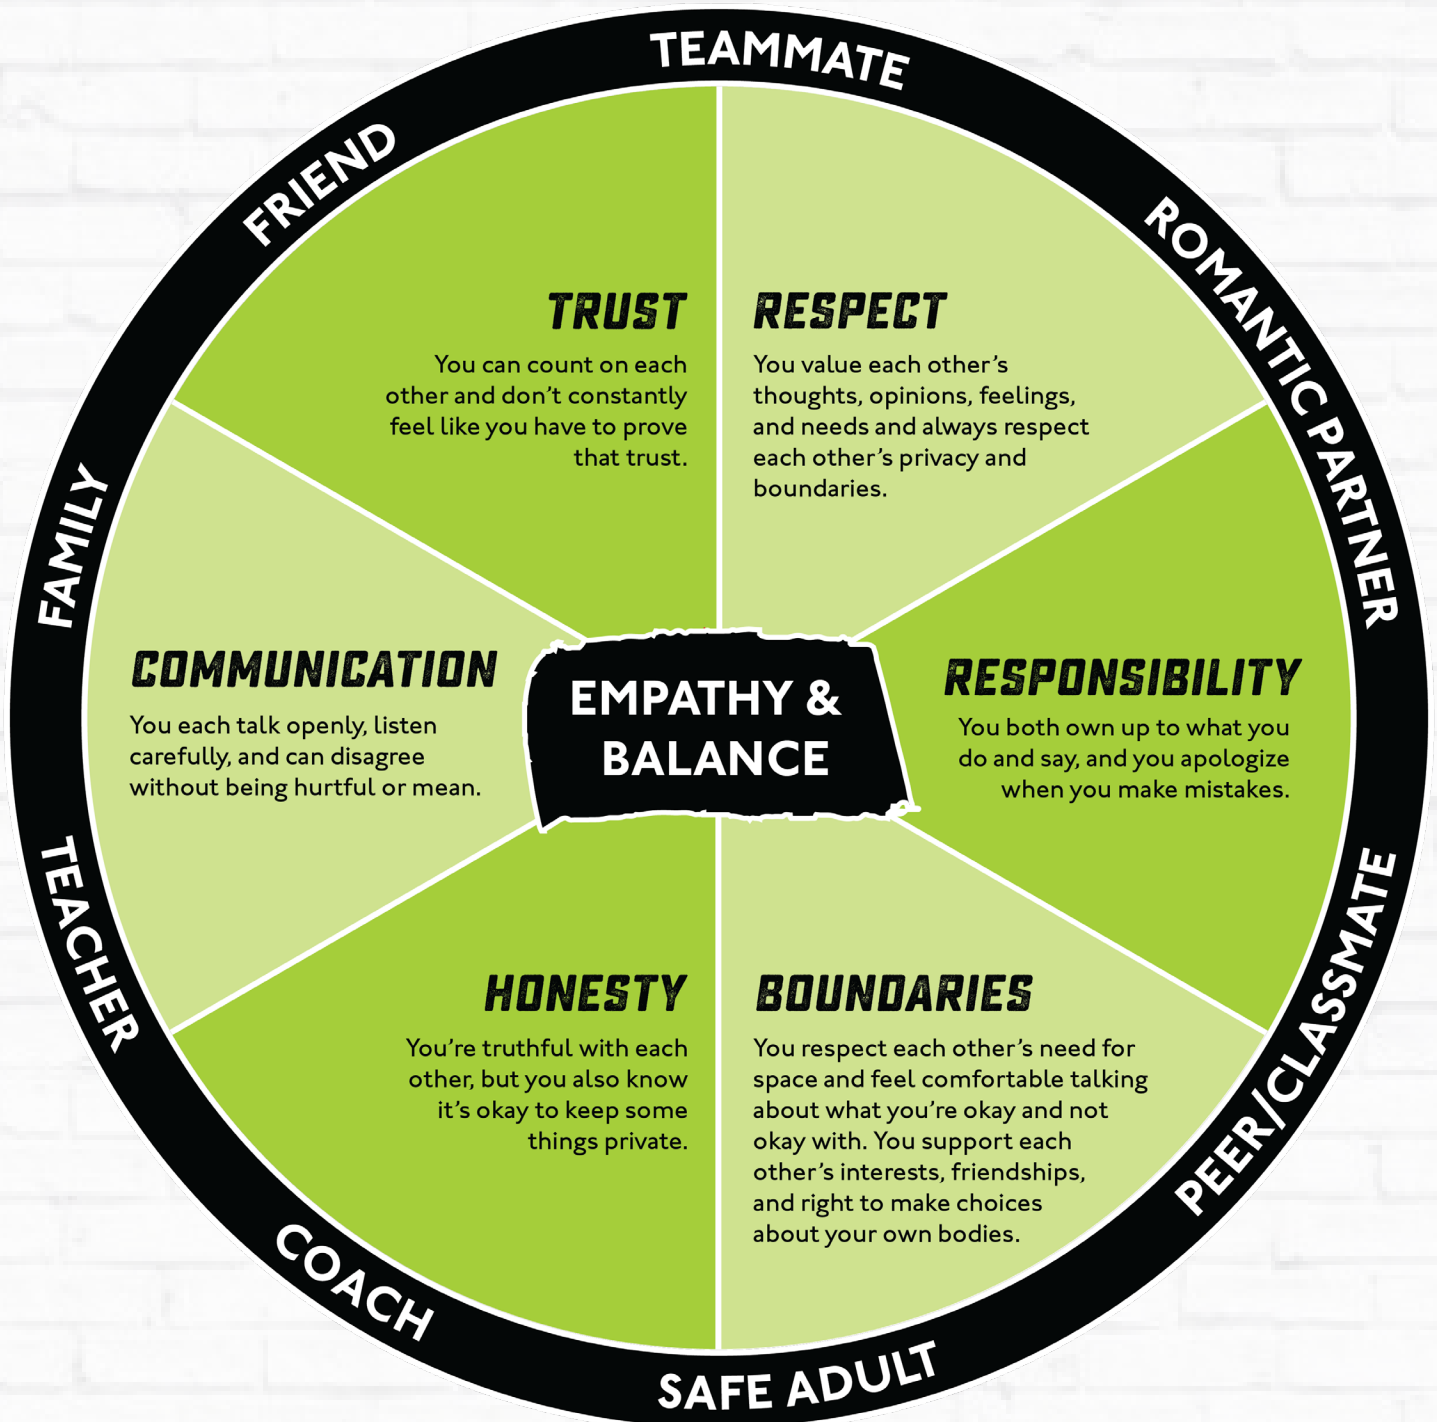 TEAMMATE
FRIEND
ROMANTIC PARTNER
FAMILY
TRUST
You can count on each
other and don’t constantly
feel like you have to prove
that trust.
RESPECT
You value each other’s
thoughts, opinions, feelings,
and needs and always respect
each other’s privacy and
boundaries.
COMMUNICATION
You each talk openly, listen
carefully, and can disagree
without being hurtful or mean.
EMPATHY &
BALANCE
RESPONSIBILITY
You both own up to what you
do and say, and you apologize
when you make mistakes.
TEACHER
PEER/CLASSMATE
HONESTY
You’re truthful with each
other, but you also know
it’s okay to keep some
things private.
BOUNDARIES
You respect each other’s need for
space and feel comfortable talking
about what you’re okay and not
okay with. You support each
other’s interests, friendships,
and right to make choices
about your own bodies.
COACH
SAFE ADULT